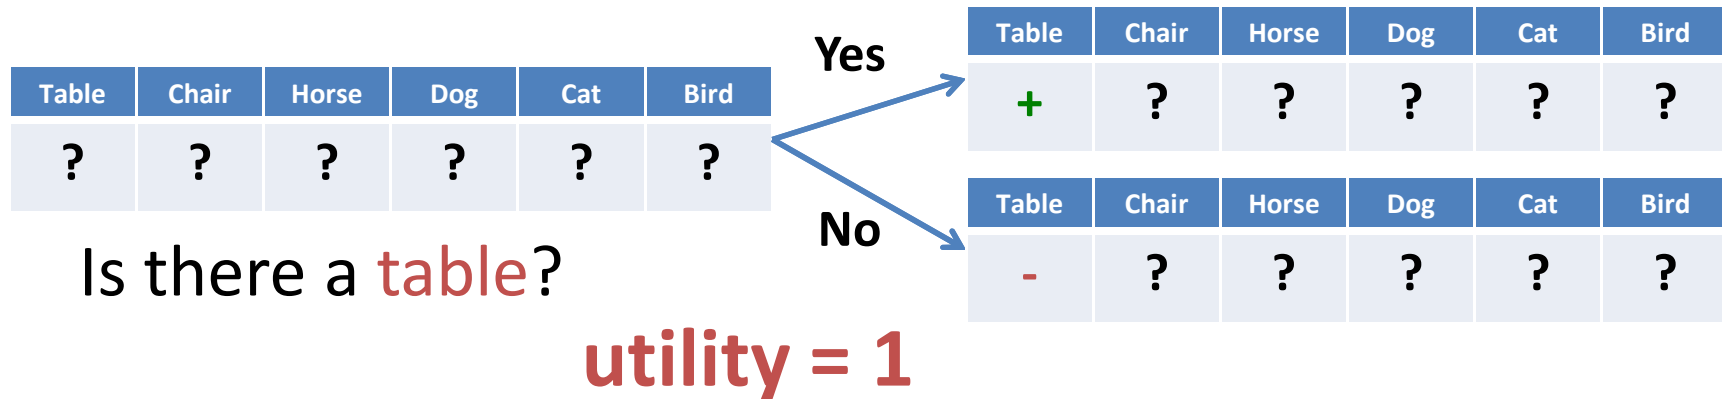 Table Chair Horse Dog Cat Bird
? ? ? ? ? ?
Is there a table?
Yes
Table Chair Horse Dog Cat Bird
+ ? ? ? ? ?
No
Table Chair Horse Dog Cat Bird
- ? ? ? ? ?
utility = 1